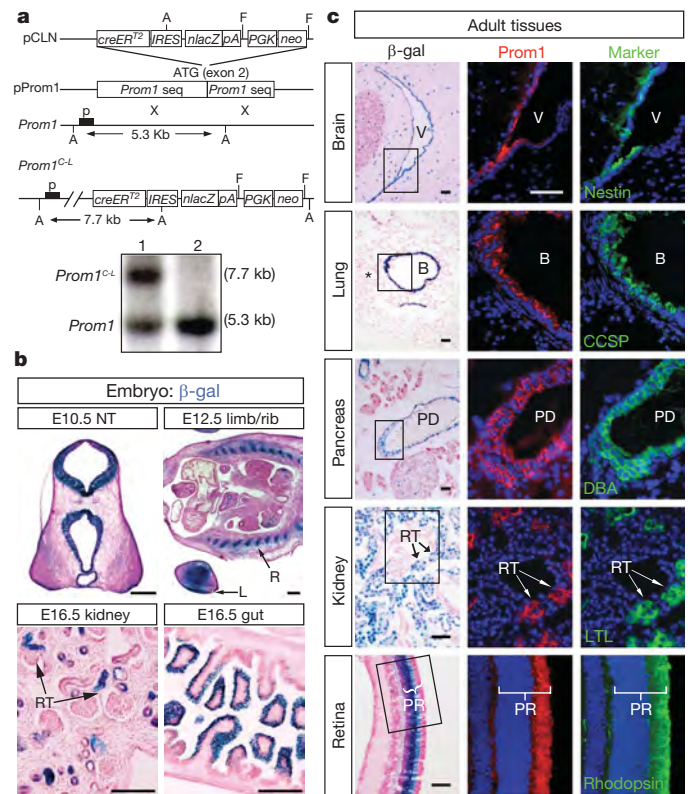 a
A F F
pCLN creER^T2 IRES nlacZ pA PGK neo
ATG (exon 2)
pProm1 Prom1 seq Prom1 seq
X X
p
Prom1
A 5.3 Kb A
Prom1^C-L
p F F
creER^T2 IRES nlacZ pA PGK neo
A 7.7 kb A A
1 2
Prom1^C-L (7.7 kb)
Prom1 (5.3 kb)
b
Embryo: β-gal
E10.5 NT E12.5 limb/rib
R
L
E16.5 kidney E16.5 gut
RT
c
Adult tissues
β-gal Prom1 Marker
Brain
V V V
Nestin
Lung
* B B B
CCSP
Pancreas
PD PD PD
DBA
Kidney
RT RT RT
LTL
Retina
PR PR PR
Rhodopsin